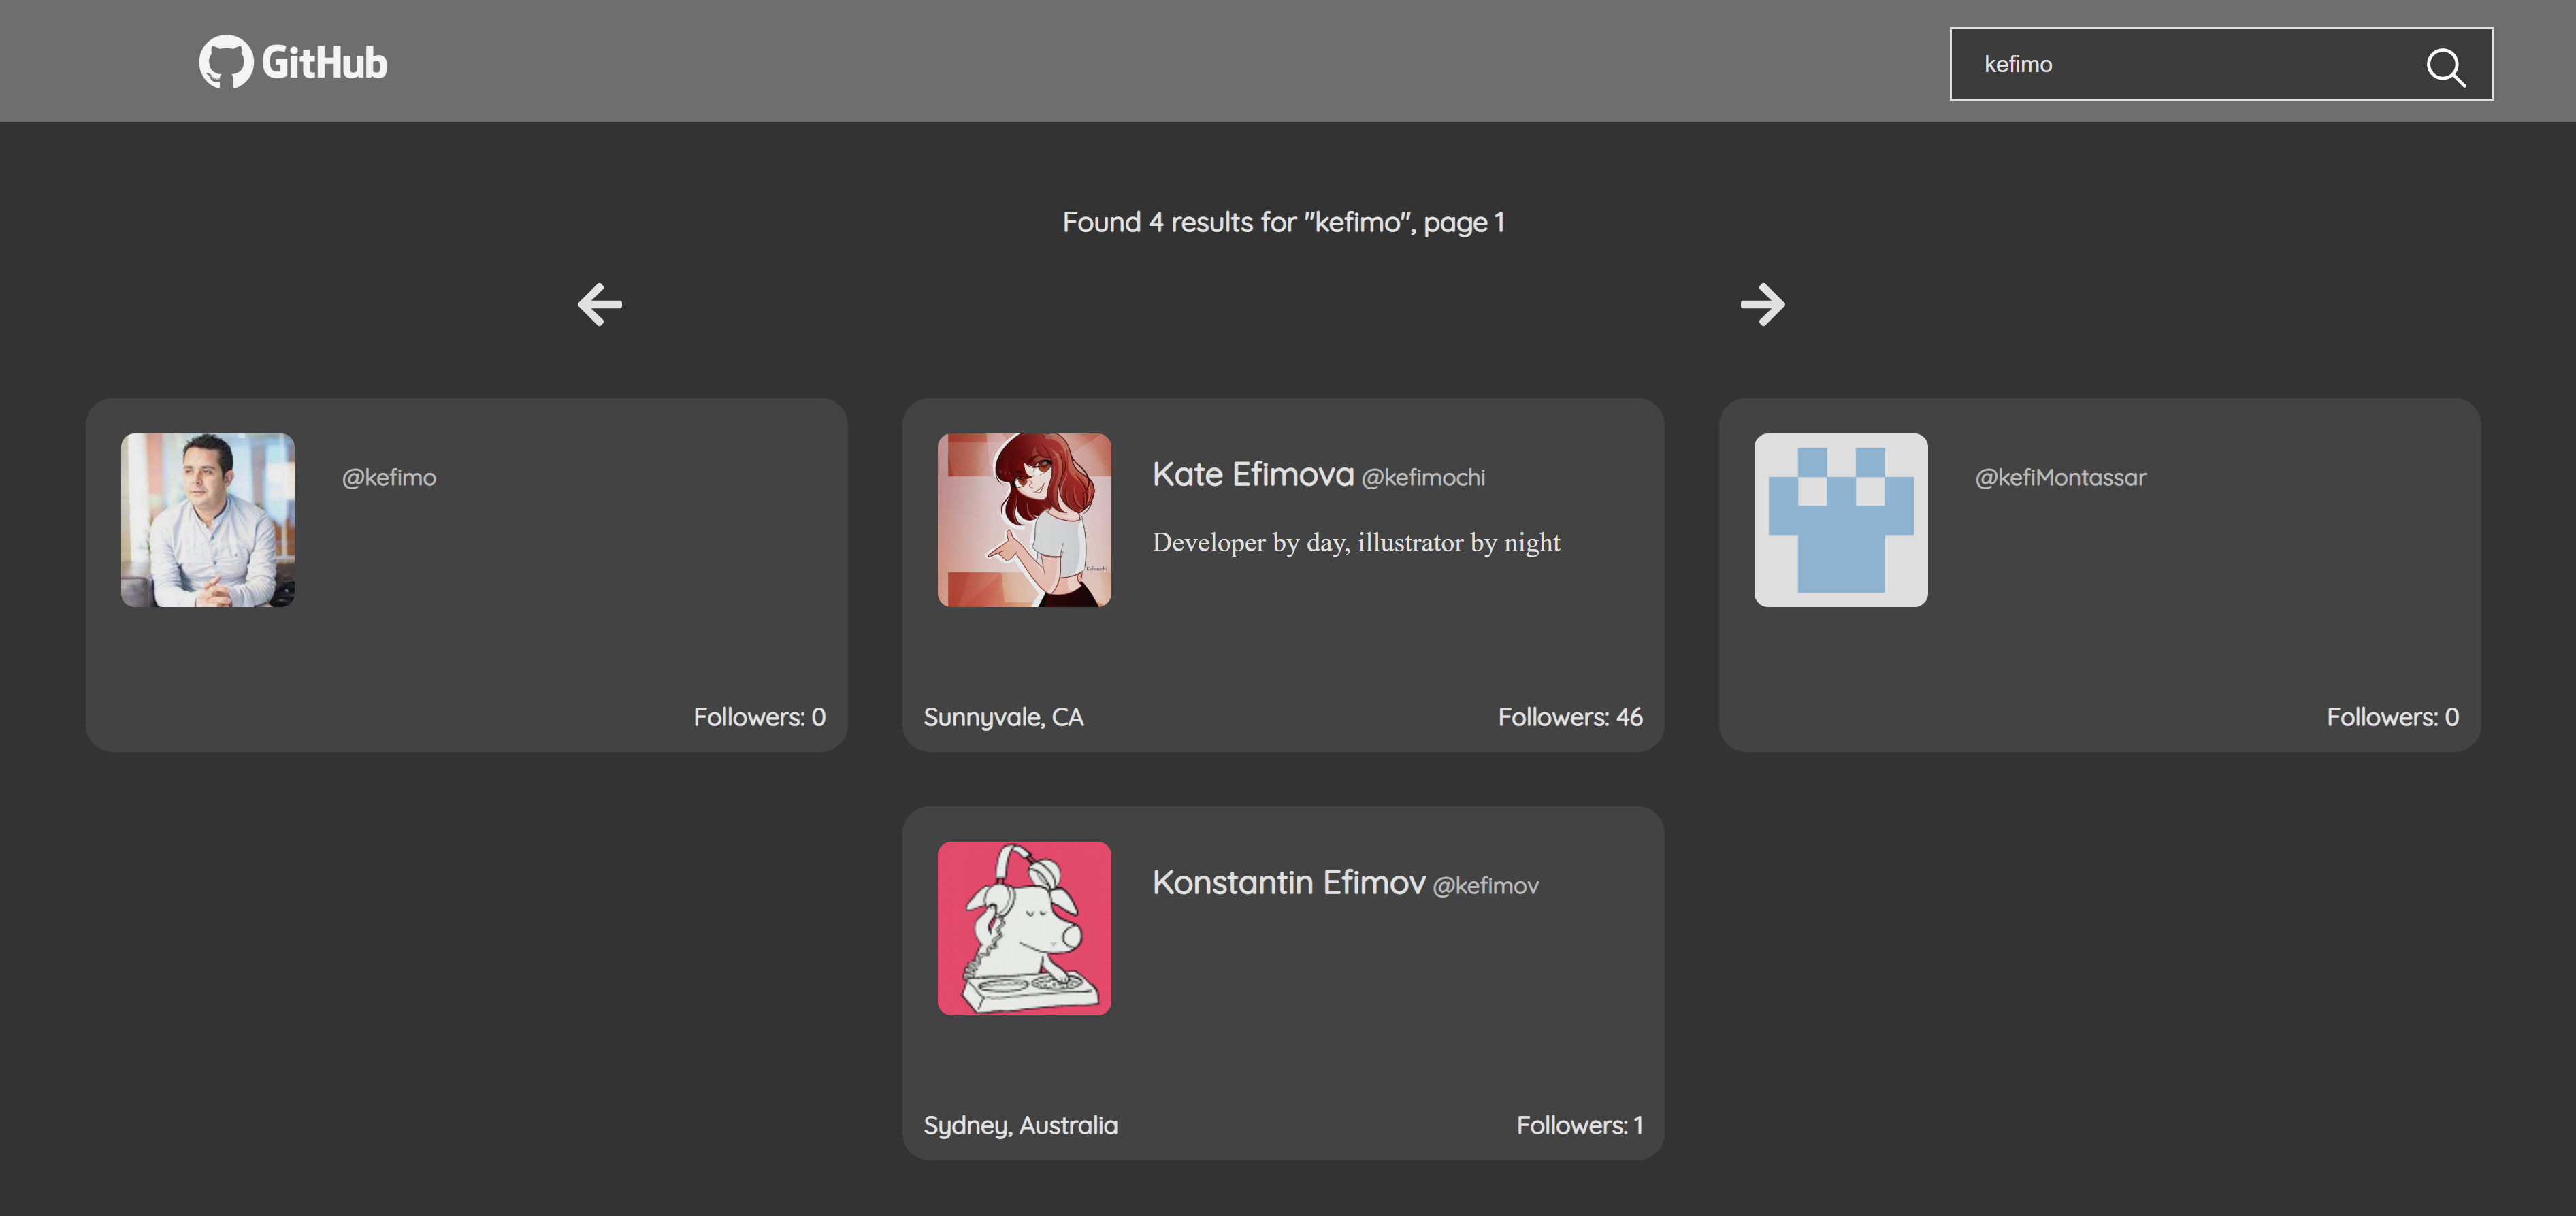 GitHub
kefimo
Found 4 results for "kefimo", page 1
@kefimo
Followers: 0
Kate Efimova @kefimochi
Developer by day, illustrator by night
Sunnyvale, CA
Followers: 46
@kefiMontassar
Followers: 0
Konstantin Efimov @kefimov
Sydney, Australia
Followers: 1